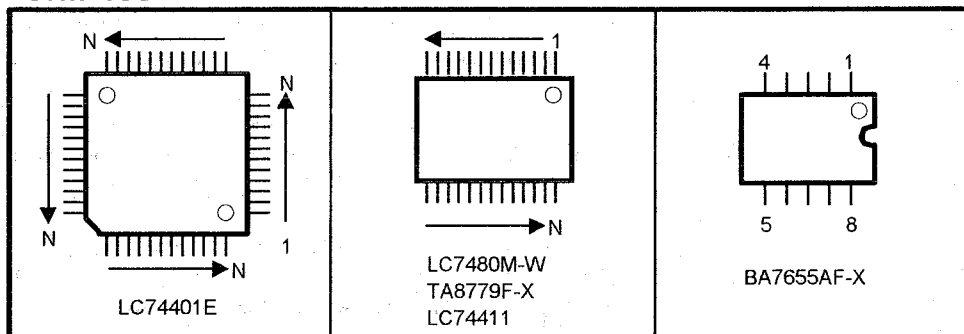 N
N
N
N
1
LC74401E
1
N
LC7480M-W
TA8779F-X
LC74411
4 1
5 8
BA7655AF-X